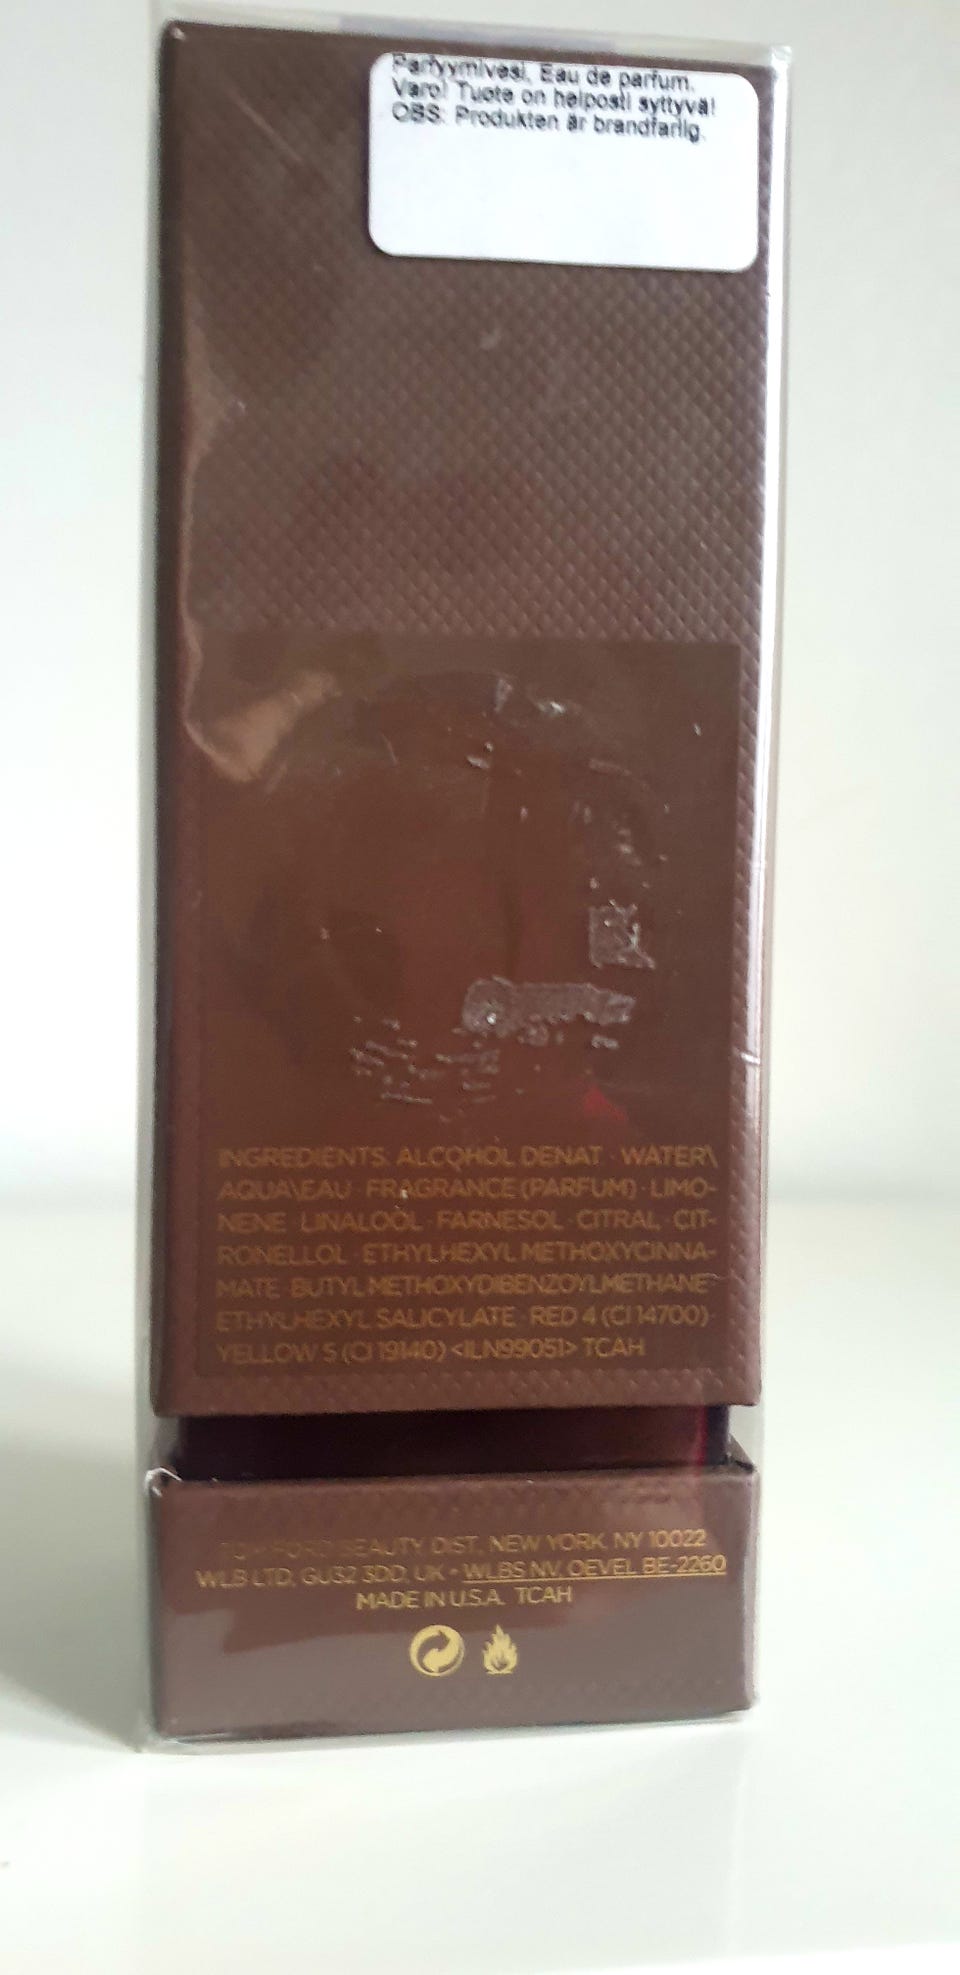 Parfyymivesi, Eau de parfum.
Varo! Tuote on helposti syttyvä!
OBS: Produkten är brandfarlig.
INGREDIENTS: ALCOHOL DENAT · WATER\
AQUA\EAU · FRAGRANCE (PARFUM) · LIMO-
NENE · LINALOOL · FARNESOL · CITRAL · CIT-
RONELLOL · ETHYLHEXYL METHOXYCINNA-
MATE · BUTYL METHOXYDIBENZOYLMETHANE ·
ETHYLHEXYL SALICYLATE · RED 4 (CI 14700) ·
YELLOW 5 (CI 19140) <ILN99051> TCAH
TOM FORD BEAUTY DIST. NEW YORK, NY 10022
WLB LTD, GU32 3DD, UK • WLBS NV, OEVEL BE-2260
MADE IN U.S.A. TCAH